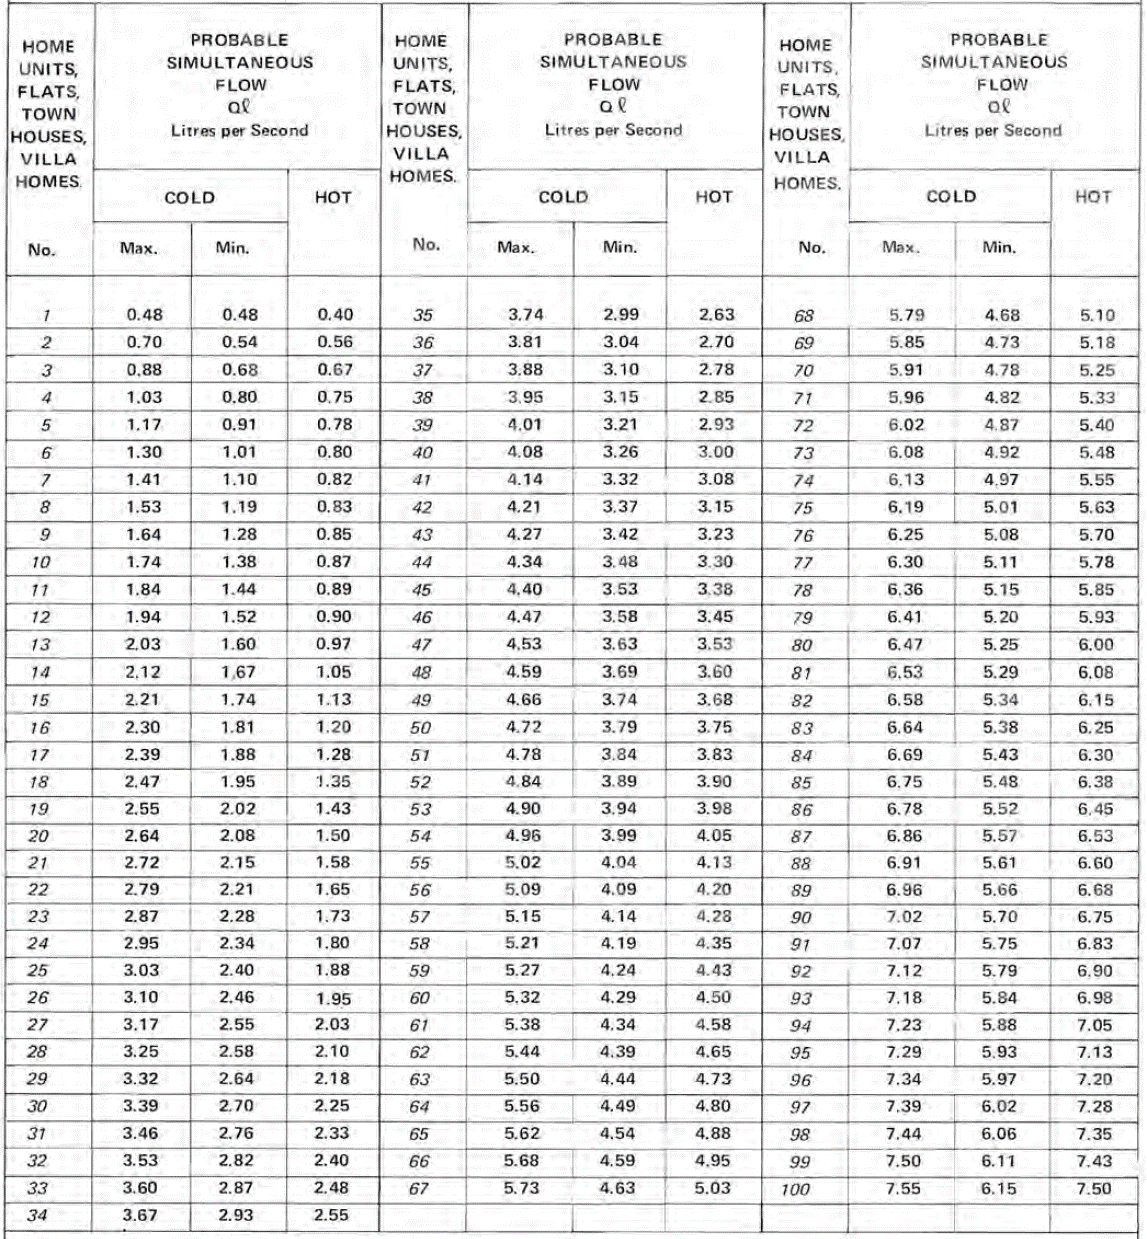 HOME UNITS, FLATS, TOWN HOUSES, VILLA HOMES. No. | PROBABLE SIMULTANEOUS FLOW Qℓ Litres per Second | HOME UNITS, FLATS, TOWN HOUSES, VILLA HOMES. No. | PROBABLE SIMULTANEOUS FLOW Qℓ Litres per Second | HOME UNITS, FLATS, TOWN HOUSES, VILLA HOMES. No. | PROBABLE SIMULTANEOUS FLOW Qℓ Litres per Second
COLD HOT COLD HOT COLD HOT
Max. Min. Max. Min. Max. Min.
1 0.48 0.48 0.40 35 3.74 2.99 2.63 68 5.79 4.68 5.10
2 0.70 0.54 0.56 36 3.81 3.04 2.70 69 5.85 4.73 5.18
3 0.88 0.68 0.67 37 3.88 3.10 2.78 70 5.91 4.78 5.25
4 1.03 0.80 0.75 38 3.95 3.15 2.85 71 5.96 4.82 5.33
5 1.17 0.91 0.78 39 4.01 3.21 2.93 72 6.02 4.87 5.40
6 1.30 1.01 0.80 40 4.08 3.26 3.00 73 6.08 4.92 5.48
7 1.41 1.10 0.82 41 4.14 3.32 3.08 74 6.13 4.97 5.55
8 1.53 1.19 0.83 42 4.21 3.37 3.15 75 6.19 5.01 5.63
9 1.64 1.28 0.85 43 4.27 3.42 3.23 76 6.25 5.08 5.70
10 1.74 1.38 0.87 44 4.34 3.48 3.30 77 6.30 5.11 5.78
11 1.84 1.44 0.89 45 4.40 3.53 3.38 78 6.36 5.15 5.85
12 1.94 1.52 0.90 46 4.47 3.58 3.45 79 6.41 5.20 5.93
13 2.03 1.60 0.97 47 4.53 3.63 3.53 80 6.47 5.25 6.00
14 2.12 1.67 1.05 48 4.59 3.69 3.60 81 6.53 5.29 6.08
15 2.21 1.74 1.13 49 4.66 3.74 3.68 82 6.58 5.34 6.15
16 2.30 1.81 1.20 50 4.72 3.79 3.75 83 6.64 5.38 6.25
17 2.39 1.88 1.28 51 4.78 3.84 3.83 84 6.69 5.43 6.30
18 2.47 1.95 1.35 52 4.84 3.89 3.90 85 6.75 5.48 6.38
19 2.55 2.02 1.43 53 4.90 3.94 3.98 86 6.78 5.52 6.45
20 2.64 2.08 1.50 54 4.96 3.99 4.05 87 6.86 5.57 6.53
21 2.72 2.15 1.58 55 5.02 4.04 4.13 88 6.91 5.61 6.60
22 2.79 2.21 1.65 56 5.09 4.09 4.20 89 6.96 5.66 6.68
23 2.87 2.28 1.73 57 5.15 4.14 4.28 90 7.02 5.70 6.75
24 2.95 2.34 1.80 58 5.21 4.19 4.35 91 7.07 5.75 6.83
25 3.03 2.40 1.88 59 5.27 4.24 4.43 92 7.12 5.79 6.90
26 3.10 2.46 1.95 60 5.32 4.29 4.50 93 7.18 5.84 6.98
27 3.17 2.55 2.03 61 5.38 4.34 4.58 94 7.23 5.88 7.05
28 3.25 2.58 2.10 62 5.44 4.39 4.65 95 7.29 5.93 7.13
29 3.32 2.64 2.18 63 5.50 4.44 4.73 96 7.34 5.97 7.20
30 3.39 2.70 2.25 64 5.56 4.49 4.80 97 7.39 6.02 7.28
31 3.46 2.76 2.33 65 5.62 4.54 4.88 98 7.44 6.06 7.35
32 3.53 2.82 2.40 66 5.68 4.59 4.95 99 7.50 6.11 7.43
33 3.60 2.87 2.48 67 5.73 4.63 5.03 100 7.55 6.15 7.50
34 3.67 2.93 2.55